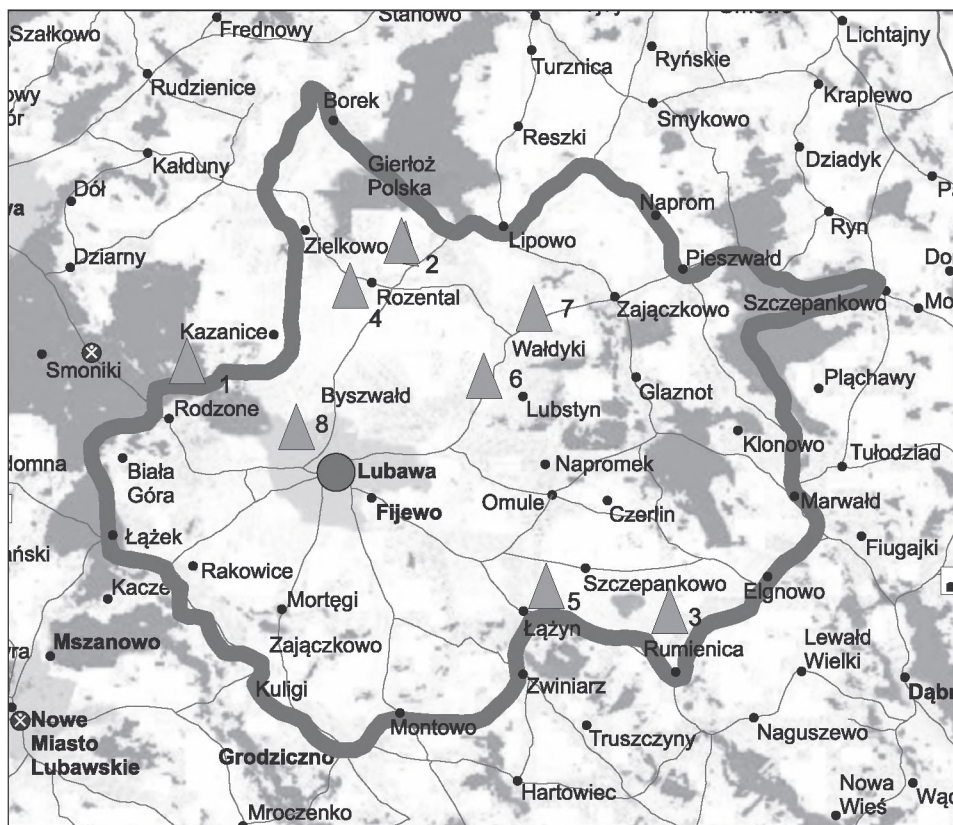 Szałkowo
Frednowy
Stanowo
Lichtajny
Turznica
Ryńskie
Rudzienice
Kraplewo
Borek
Smykowo
Reszki
Kałduny
Gierłoż
Polska
Dziadyk
Dół
Naprom
Zielkowo
Lipowo
Ryn
Dziarny
2
Pieszwałd
Rozental
4
Zajączkowo
Szczepankowo
7
Kazanice
Wałdyki
Smoniki
1
6
Glaznot
Pląchawy
Byszwałd
Rodzone
8
Lubstyn
Klonowo
Biała
Góra
Lubawa
Napromek
Tułodziad
Fijewo
Omule
Czerlin
Marwałd
Łążek
Fiugajki
Rakowice
Szczepankowo
Elgnowo
Kacze
Mortęgi
5
3
Łążyn
Mszanowo
Zajączkowo
Rumienica
Lewałd
Wielki
Kuligi
Zwiniarz
Nowe
Miasto
Lubawskie
Montowo
Truszczyny
Naguszewo
Grodziczno
Hartowiec
Nowa
Wieś
Mroczenko